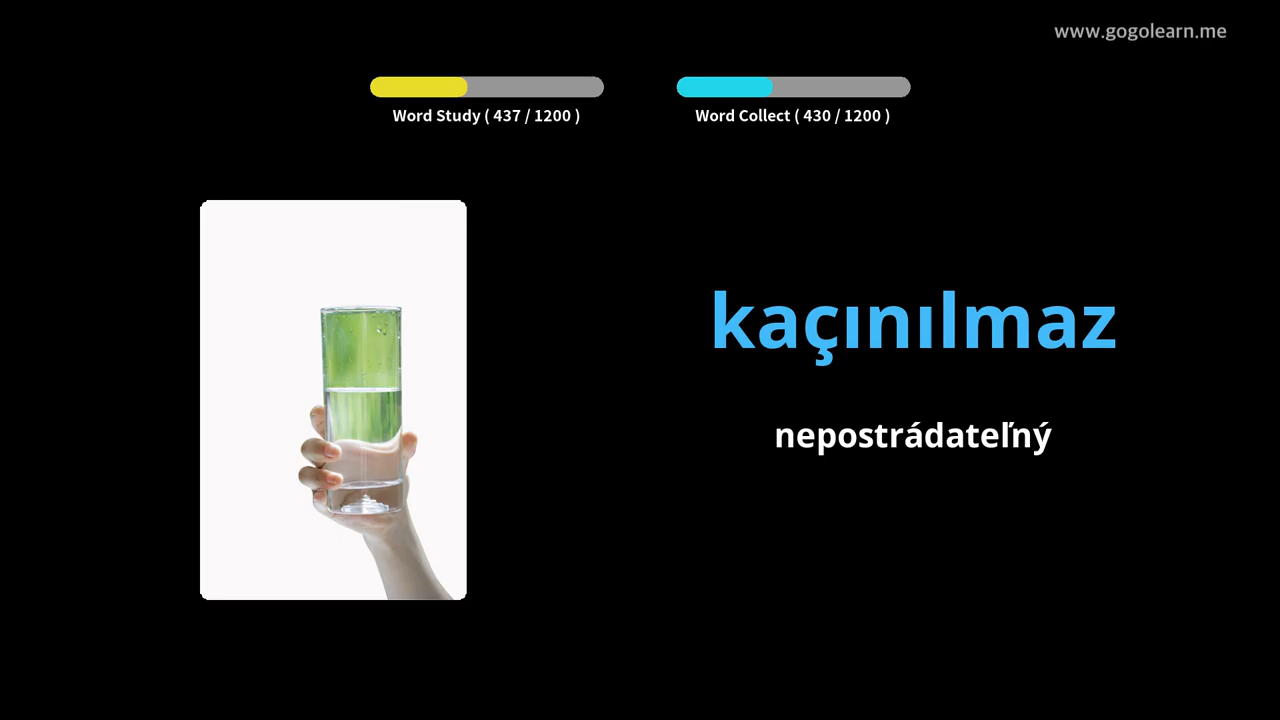 www.gogolearn.me
Word Study ( 437 / 1200 )
Word Collect ( 430 / 1200 )
kaçınılmaz
nepostrádateľný